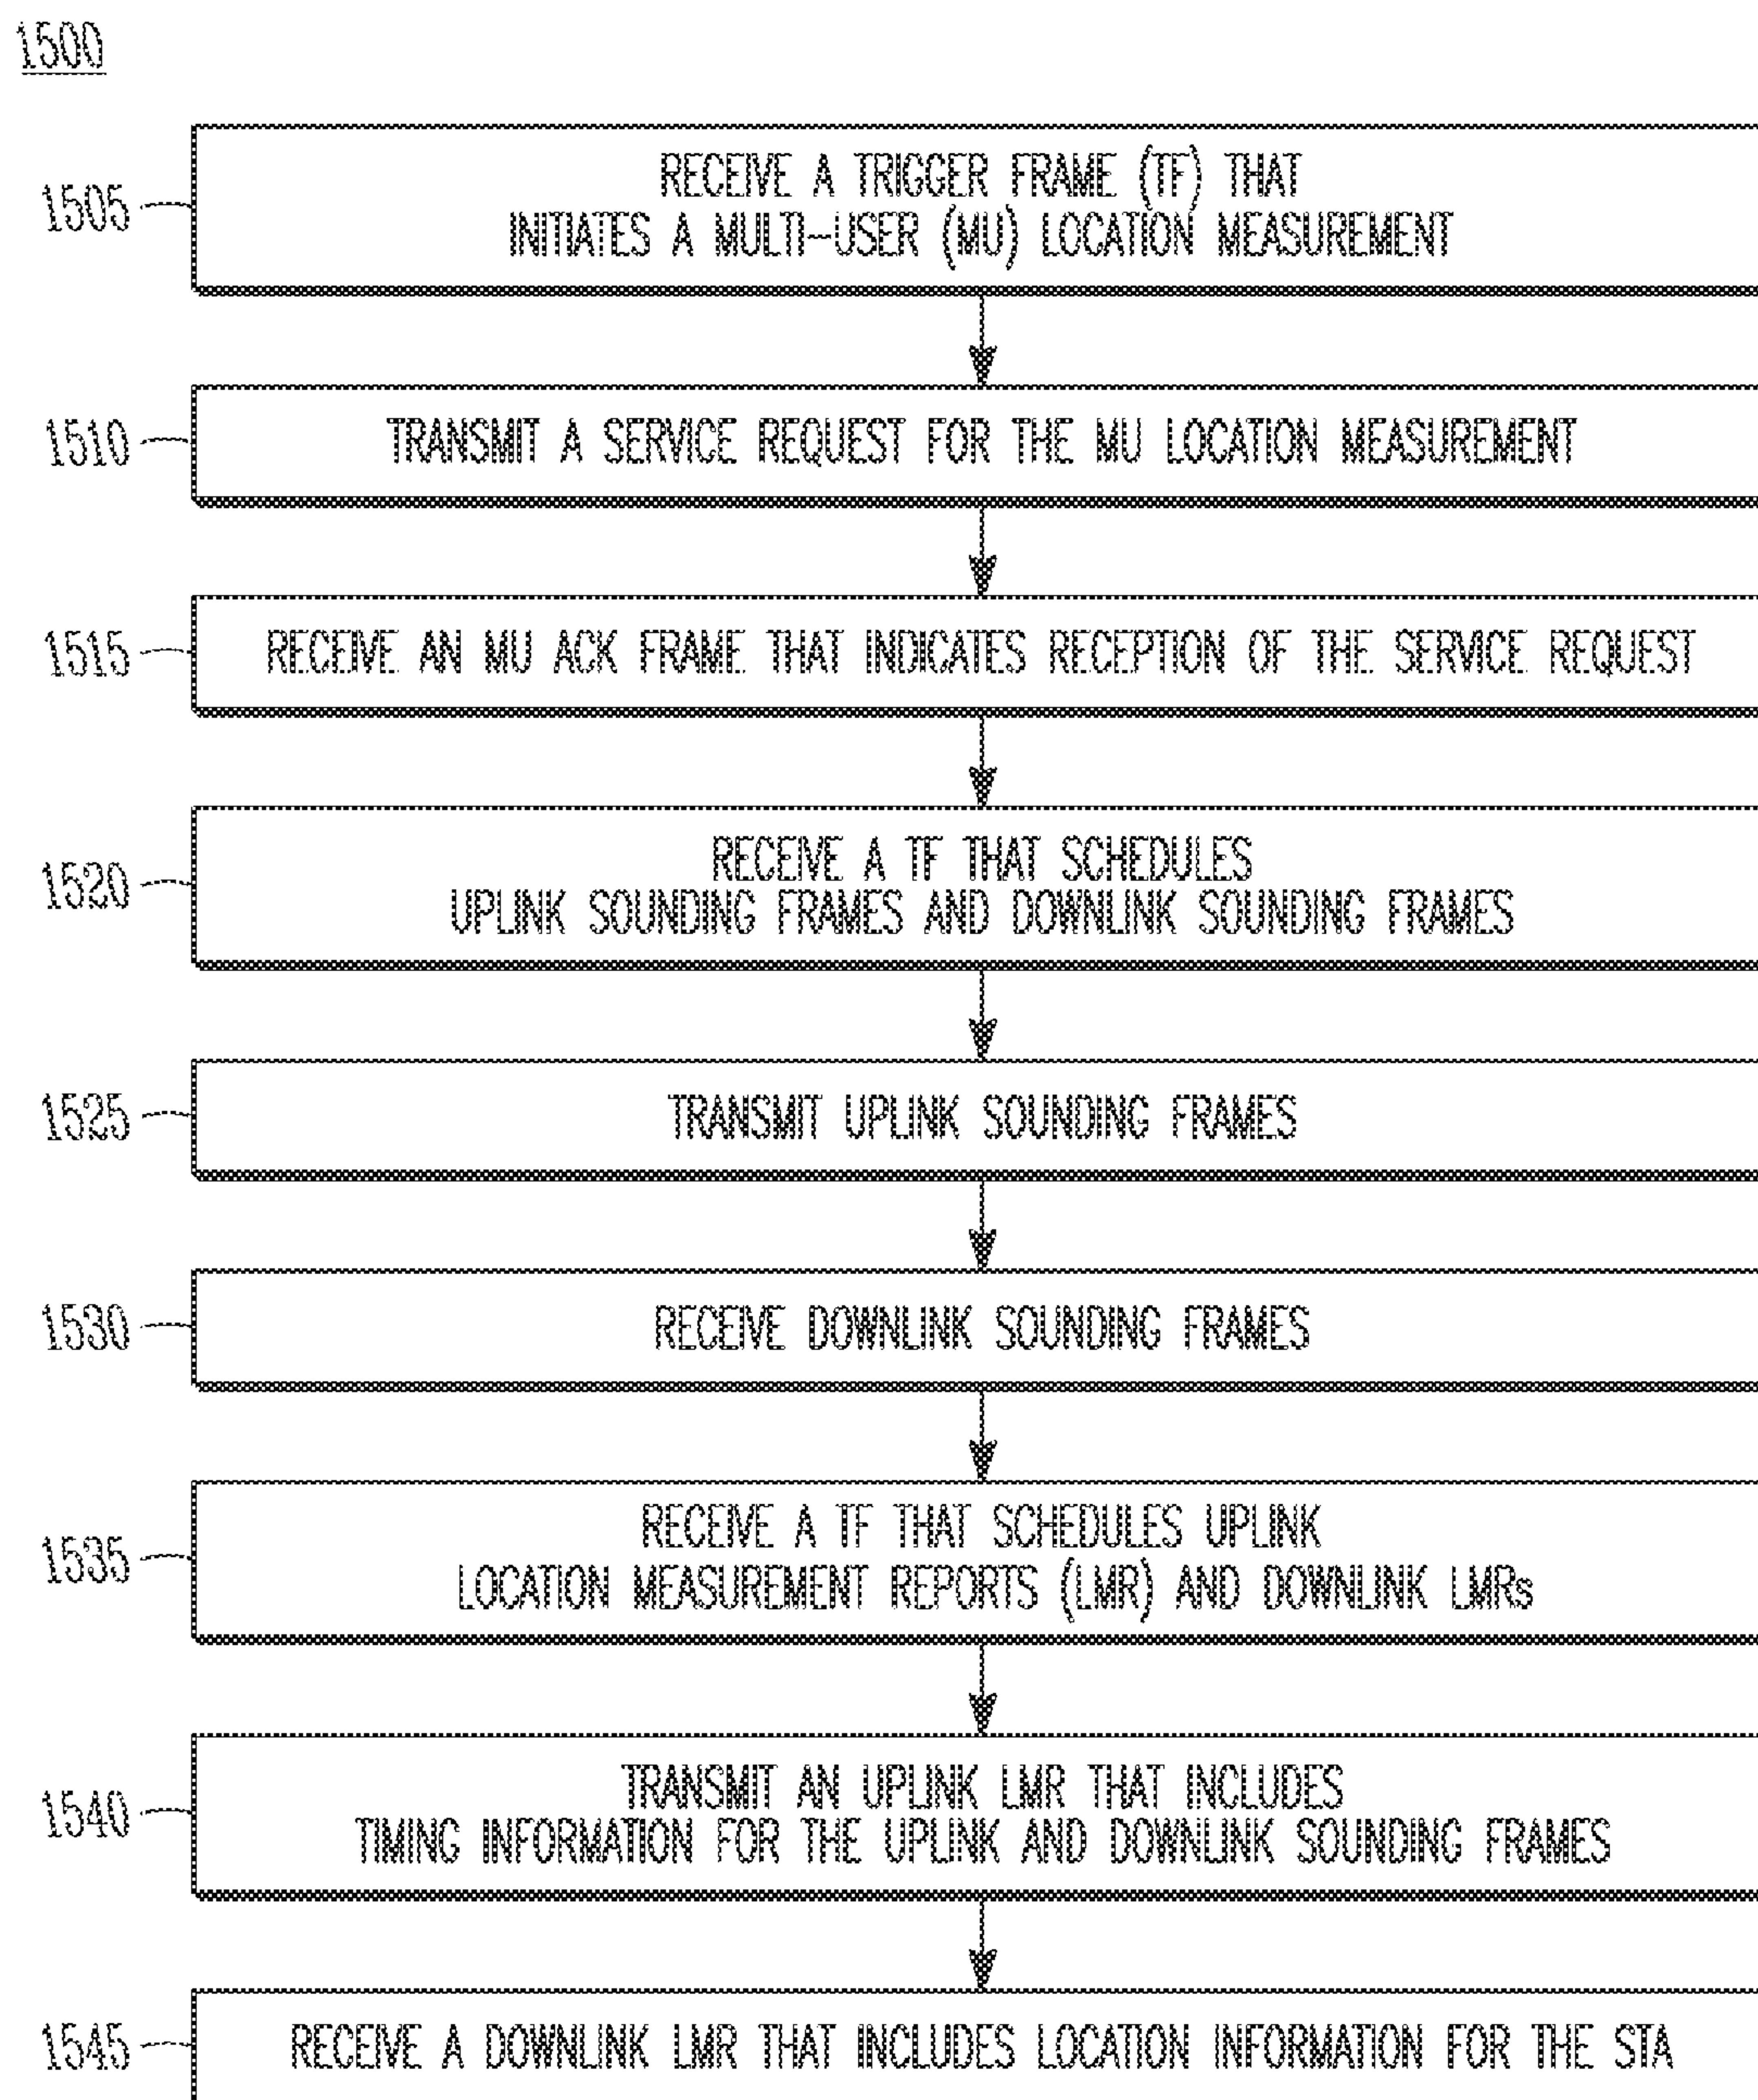 1500
1505
RECEIVE A TRIGGER FRAME (TF) THAT
INITIATES A MULTI-USER (MU) LOCATION MEASUREMENT
1510
TRANSMIT A SERVICE REQUEST FOR THE MU LOCATION MEASUREMENT
1515
RECEIVE AN MU ACK FRAME THAT INDICATES RECEPTION OF THE SERVICE REQUEST
1520
RECEIVE A TF THAT SCHEDULES
UPLINK SOUNDING FRAMES AND DOWNLINK SOUNDING FRAMES
1525
TRANSMIT UPLINK SOUNDING FRAMES
1530
RECEIVE DOWNLINK SOUNDING FRAMES
1535
RECEIVE A TF THAT SCHEDULES UPLINK
LOCATION MEASUREMENT REPORTS (LMR) AND DOWNLINK LMRs
1540
TRANSMIT AN UPLINK LMR THAT INCLUDES
TIMING INFORMATION FOR THE UPLINK AND DOWNLINK SOUNDING FRAMES
1545
RECEIVE A DOWNLINK LMR THAT INCLUDES LOCATION INFORMATION FOR THE STA